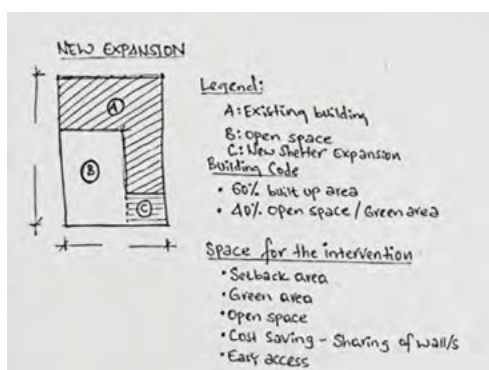 NEW EXPANSION
A
B
C
Legend:
A: Existing building
B: Open space
C: New Shelter Expansion
Building Code
• 60% built up area
• 40% Open space / Green area
Space for the intervention
• Setback area
• Green area
• Open space
• Cost Saving - Sharing of wall/s
• Easy access